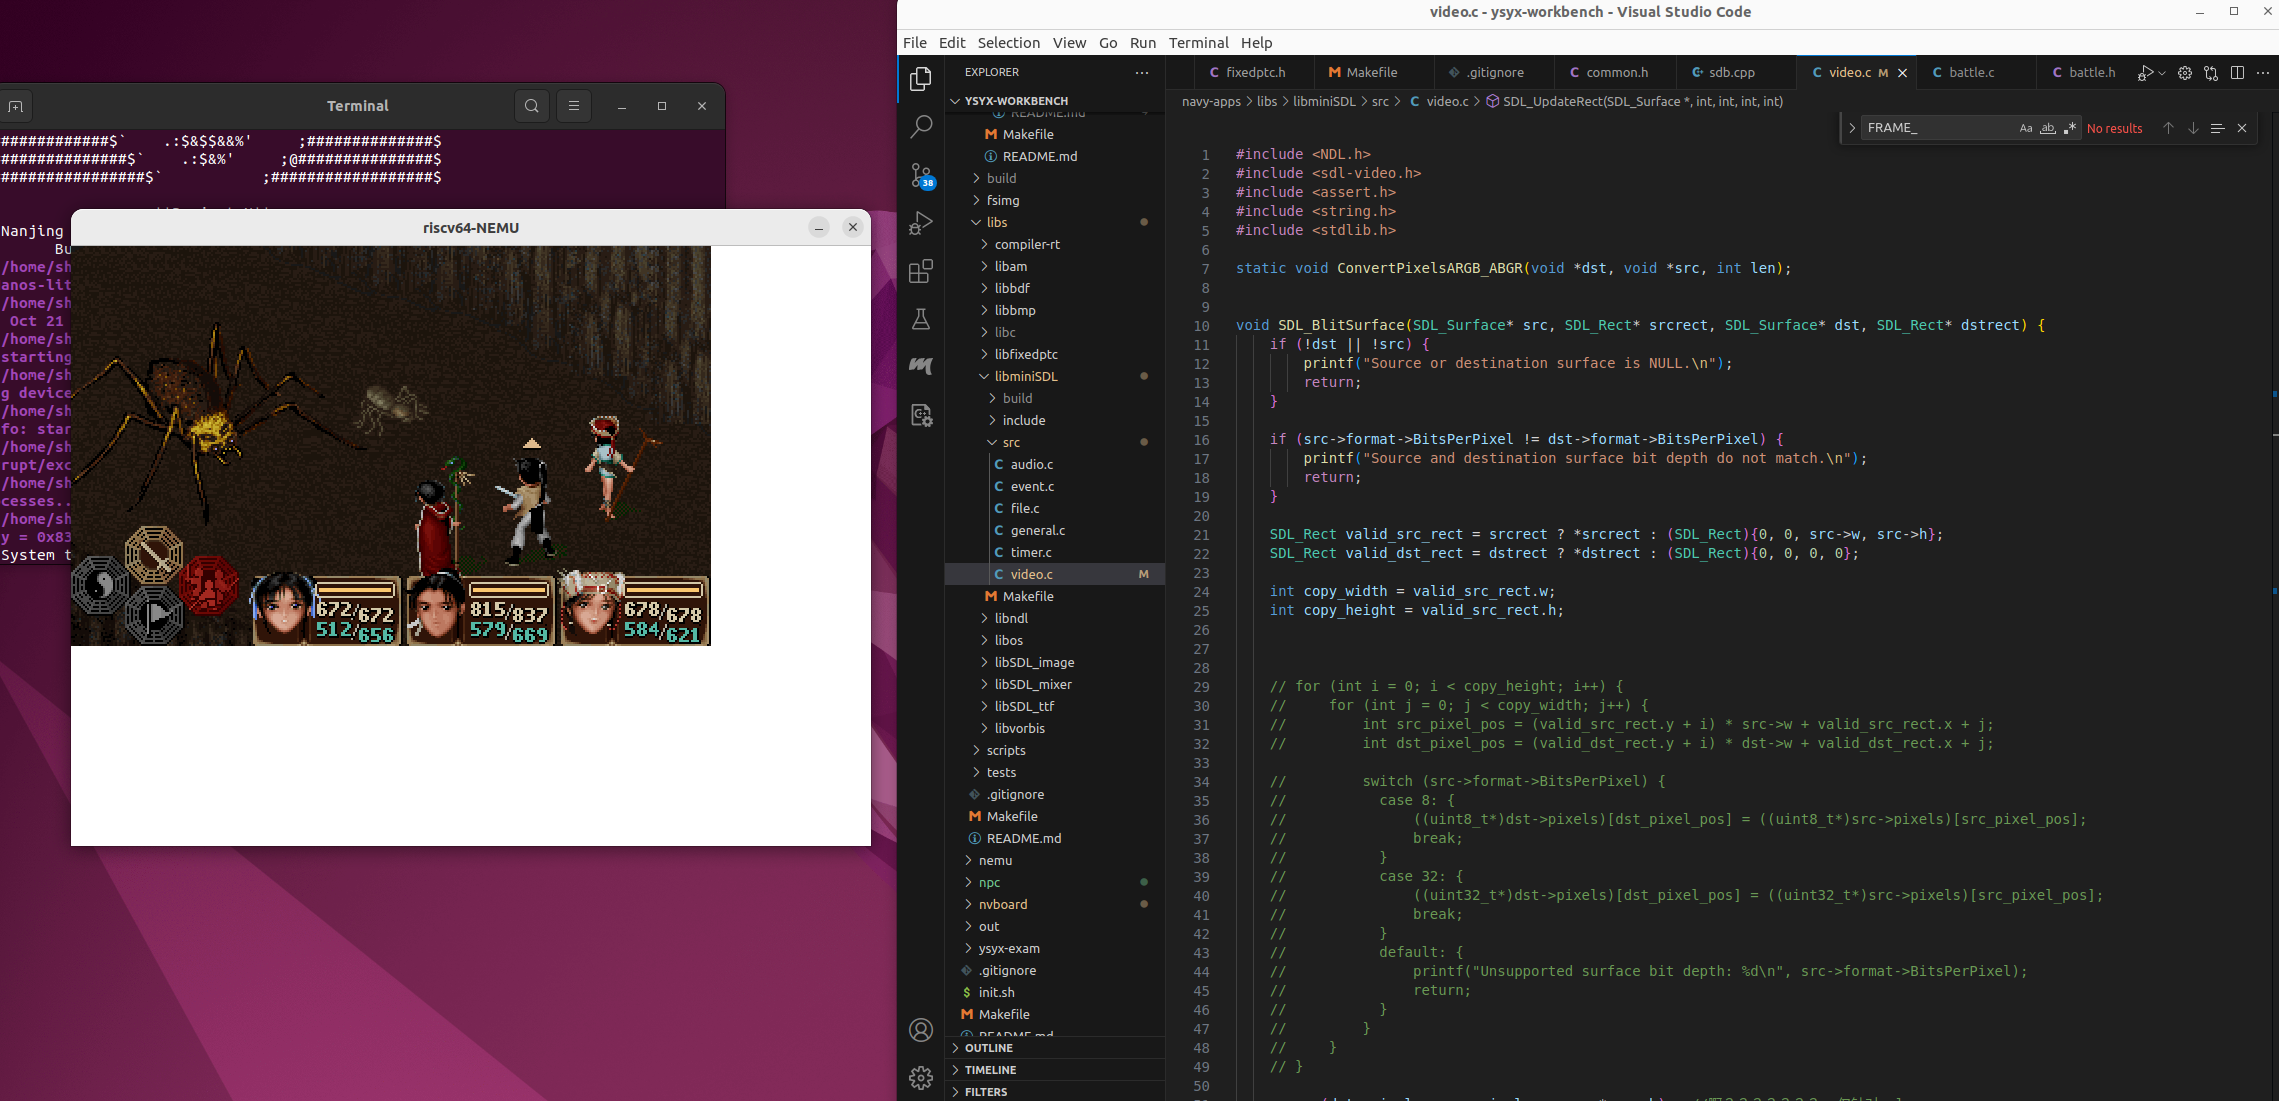 video.c - ysyx-workbench - Visual Studio Code
File Edit Selection View Go Run Terminal Help
Terminal
############$`    .:$&$$&&%'     ;##############$
##############$`    .:$&%'     ;@###############$
################$`           ;##################$
Nanjing
Bu
/home/sh
anos-lit
/home/sh
Oct 21
/home/sh
starting
/home/sh
g device
/home/sh
fo: star
/home/sh
rupt/exc
/home/sh
cesses..
/home/sh
y = 0x83
System t
riscv64-NEMU
672/672
512/656
815/837
579/669
678/678
584/621
EXPLORER
YSYX-WORKBENCH
README.md
Makefile
README.md
build
fsimg
libs
compiler-rt
libam
libbdf
libbmp
libc
libfixedptc
libminiSDL
build
include
src
audio.c
event.c
file.c
general.c
timer.c
video.c M
Makefile
libndl
libos
libSDL_image
libSDL_mixer
libSDL_ttf
libvorbis
scripts
tests
.gitignore
Makefile
README.md
nemu
npc
nvboard
out
ysyx-exam
.gitignore
init.sh
Makefile
README.md
OUTLINE
TIMELINE
FILTERS
38
fixedptc.h Makefile .gitignore common.h sdb.cpp video.c M battle.c battle.h
navy-apps > libs > libminiSDL > src > video.c > SDL_UpdateRect(SDL_Surface *, int, int, int, int)
FRAME_ Aa ab .* No results
1 #include <NDL.h>
2 #include <sdl-video.h>
3 #include <assert.h>
4 #include <string.h>
5 #include <stdlib.h>
6
7 static void ConvertPixelsARGB_ABGR(void *dst, void *src, int len);
8
9
10 void SDL_BlitSurface(SDL_Surface* src, SDL_Rect* srcrect, SDL_Surface* dst, SDL_Rect* dstrect) {
11     if (!dst || !src) {
12         printf("Source or destination surface is NULL.\n");
13         return;
14     }
15
16     if (src->format->BitsPerPixel != dst->format->BitsPerPixel) {
17         printf("Source and destination surface bit depth do not match.\n");
18         return;
19     }
20
21     SDL_Rect valid_src_rect = srcrect ? *srcrect : (SDL_Rect){0, 0, src->w, src->h};
22     SDL_Rect valid_dst_rect = dstrect ? *dstrect : (SDL_Rect){0, 0, 0, 0};
23
24     int copy_width = valid_src_rect.w;
25     int copy_height = valid_src_rect.h;
26
27
28
29     // for (int i = 0; i < copy_height; i++) {
30     //     for (int j = 0; j < copy_width; j++) {
31     //         int src_pixel_pos = (valid_src_rect.y + i) * src->w + valid_src_rect.x + j;
32     //         int dst_pixel_pos = (valid_dst_rect.y + i) * dst->w + valid_dst_rect.x + j;
33
34     //         switch (src->format->BitsPerPixel) {
35     //           case 8: {
36     //               ((uint8_t*)dst->pixels)[dst_pixel_pos] = ((uint8_t*)src->pixels)[src_pixel_pos];
37     //               break;
38     //           }
39     //           case 32: {
40     //               ((uint32_t*)dst->pixels)[dst_pixel_pos] = ((uint32_t*)src->pixels)[src_pixel_pos];
41     //               break;
42     //           }
43     //           default: {
44     //               printf("Unsupported surface bit depth: %d\n", src->format->BitsPerPixel);
45     //               return;
46     //           }
47     //         }
48     //     }
49     // }
50